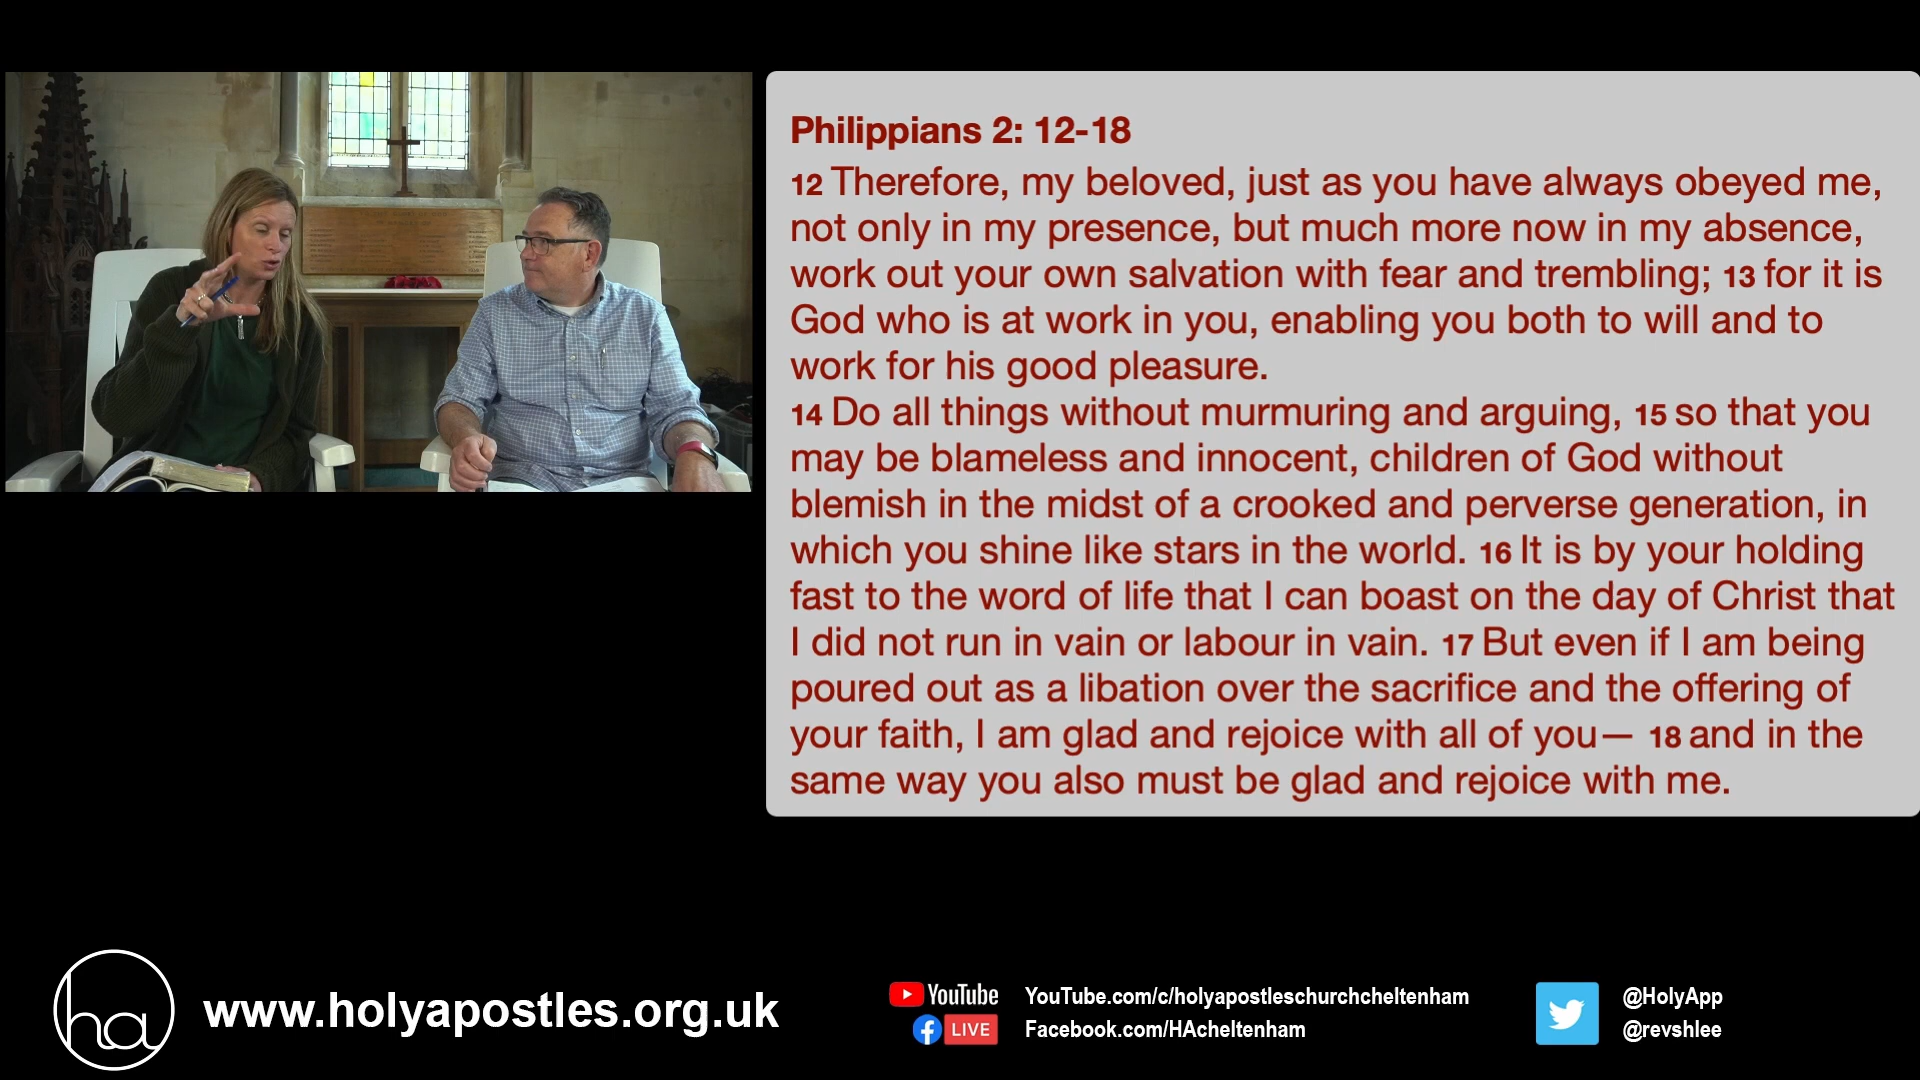 Philippians 2: 12-18
12 Therefore, my beloved, just as you have always obeyed me,
not only in my presence, but much more now in my absence,
work out your own salvation with fear and trembling; 13 for it is
God who is at work in you, enabling you both to will and to
work for his good pleasure.
14 Do all things without murmuring and arguing, 15 so that you
may be blameless and innocent, children of God without
blemish in the midst of a crooked and perverse generation, in
which you shine like stars in the world. 16 It is by your holding
fast to the word of life that I can boast on the day of Christ that
I did not run in vain or labour in vain. 17 But even if I am being
poured out as a libation over the sacrifice and the offering of
your faith, I am glad and rejoice with all of you— 18 and in the
same way you also must be glad and rejoice with me.
ha
www.holyapostles.org.uk
YouTube
YouTube.com/c/holyapostleschurchcheltenham
LIVE
Facebook.com/HAcheltenham
@HolyApp
@revshlee